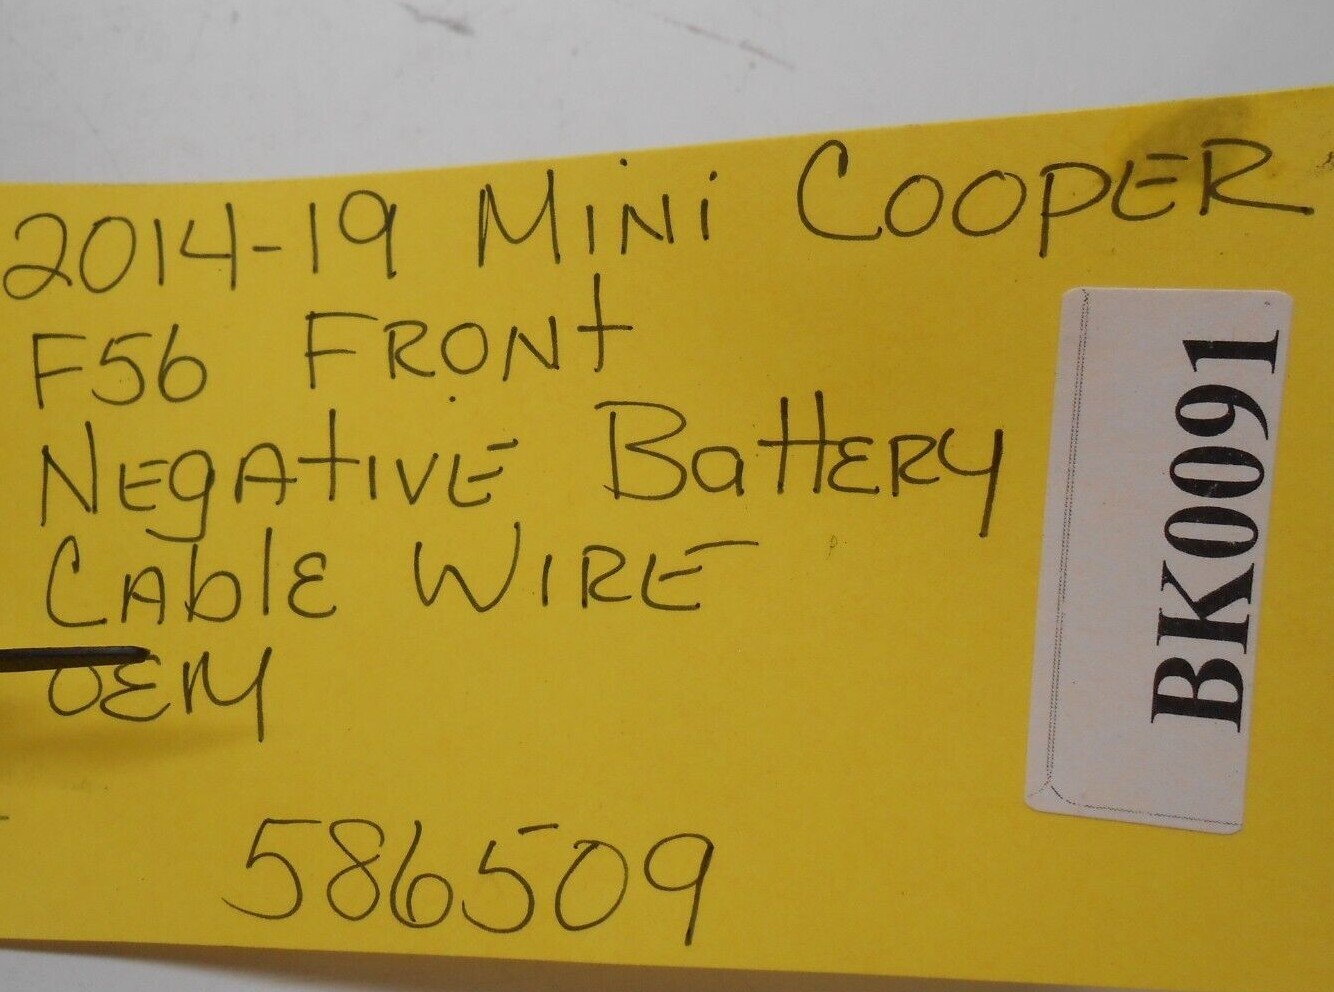 2014-19 MiNi COOPER
F56 FRONt
NEgAtiVE BattERY
CAblE WIRE
OEM
586509
BK0091